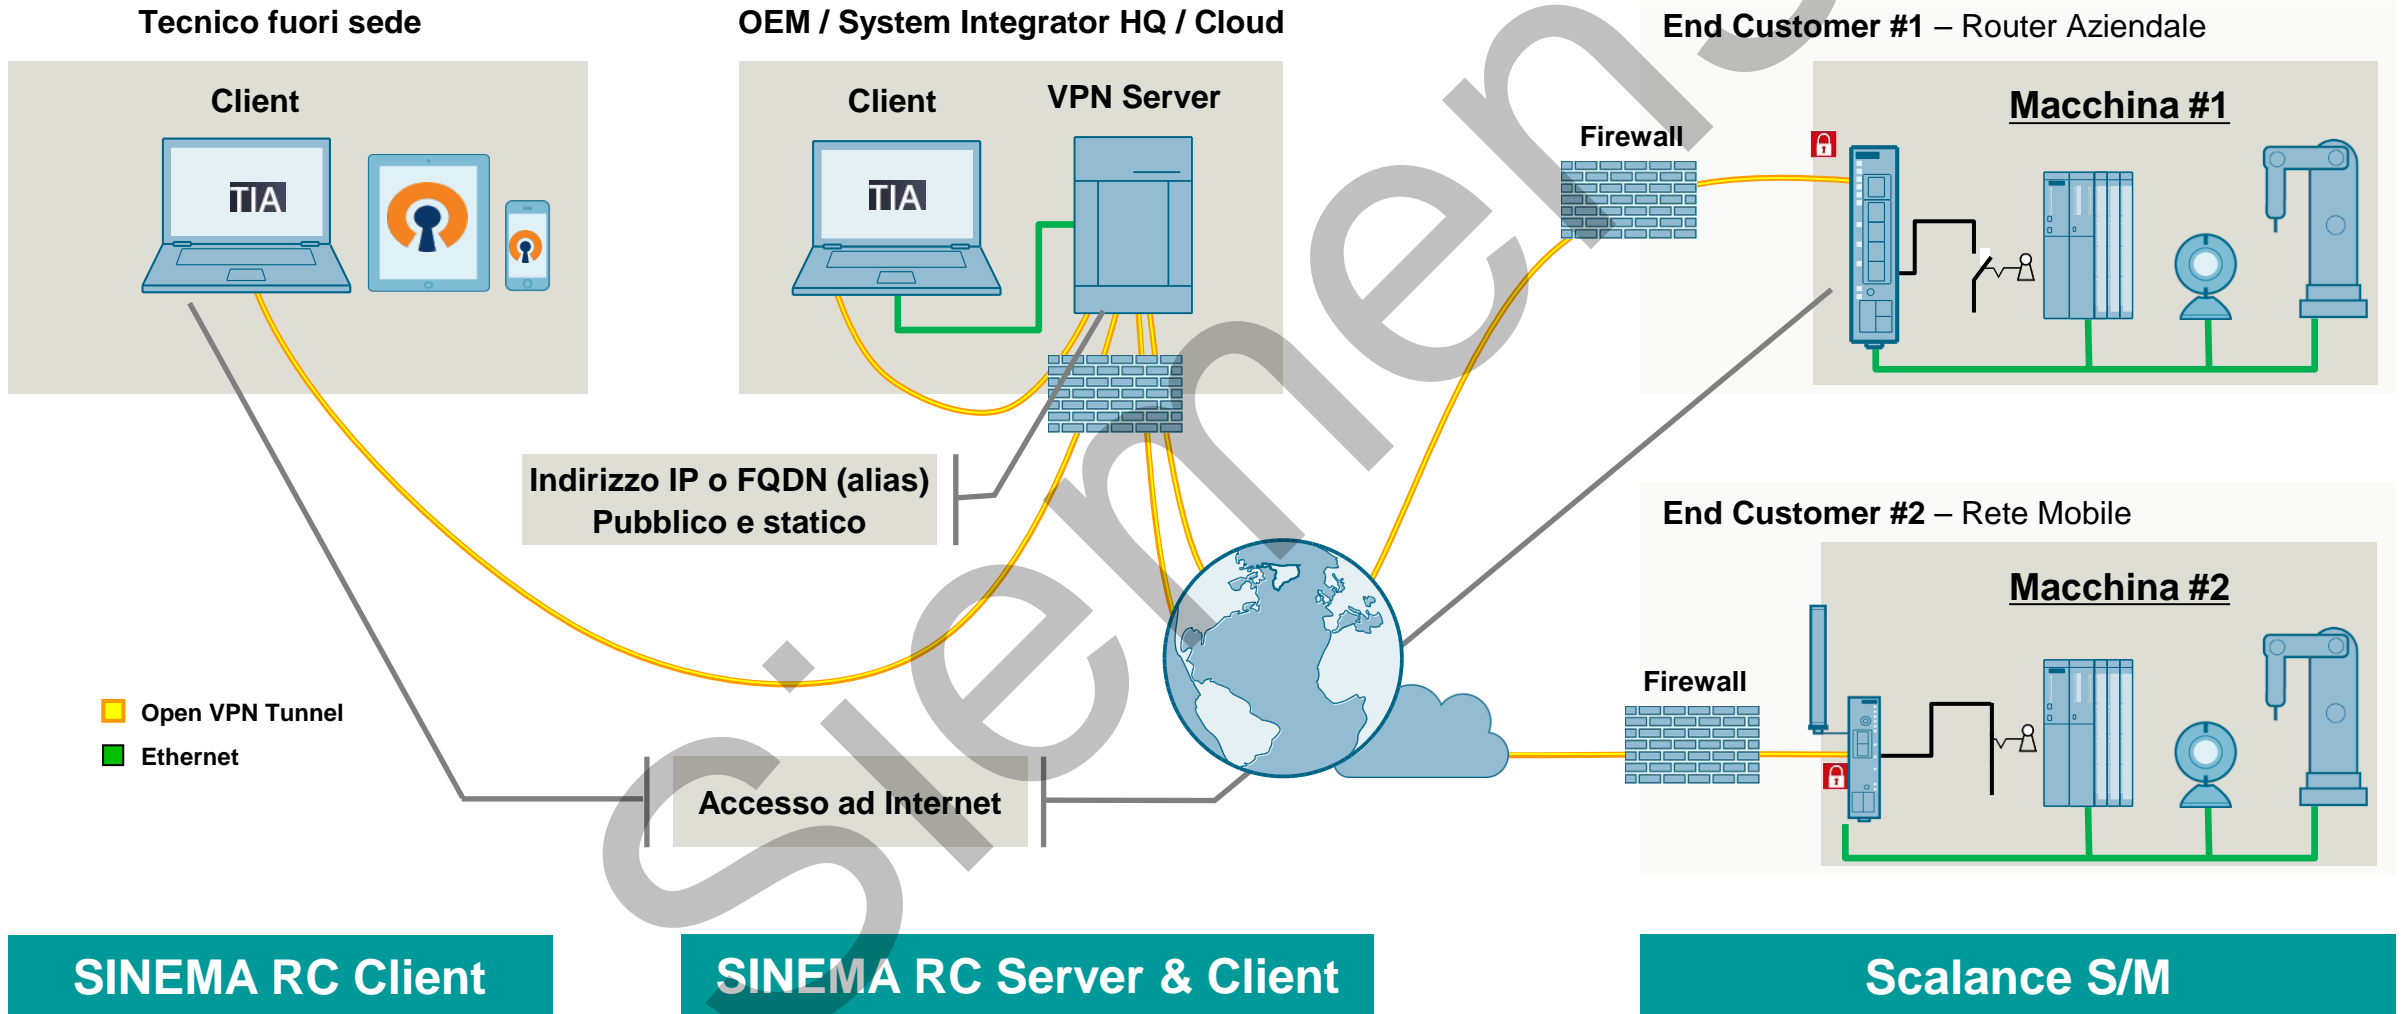 Tecnico fuori sede
Client
TIA
OEM / System Integrator HQ / Cloud
Client
VPN Server
TIA
Indirizzo IP o FQDN (alias)
Pubblico e statico
End Customer #1 – Router Aziendale
Macchina #1
Firewall
End Customer #2 – Rete Mobile
Macchina #2
Firewall
Open VPN Tunnel
Ethernet
Accesso ad Internet
SINEMA RC Client
SINEMA RC Server & Client
Scalance S/M
Siemens